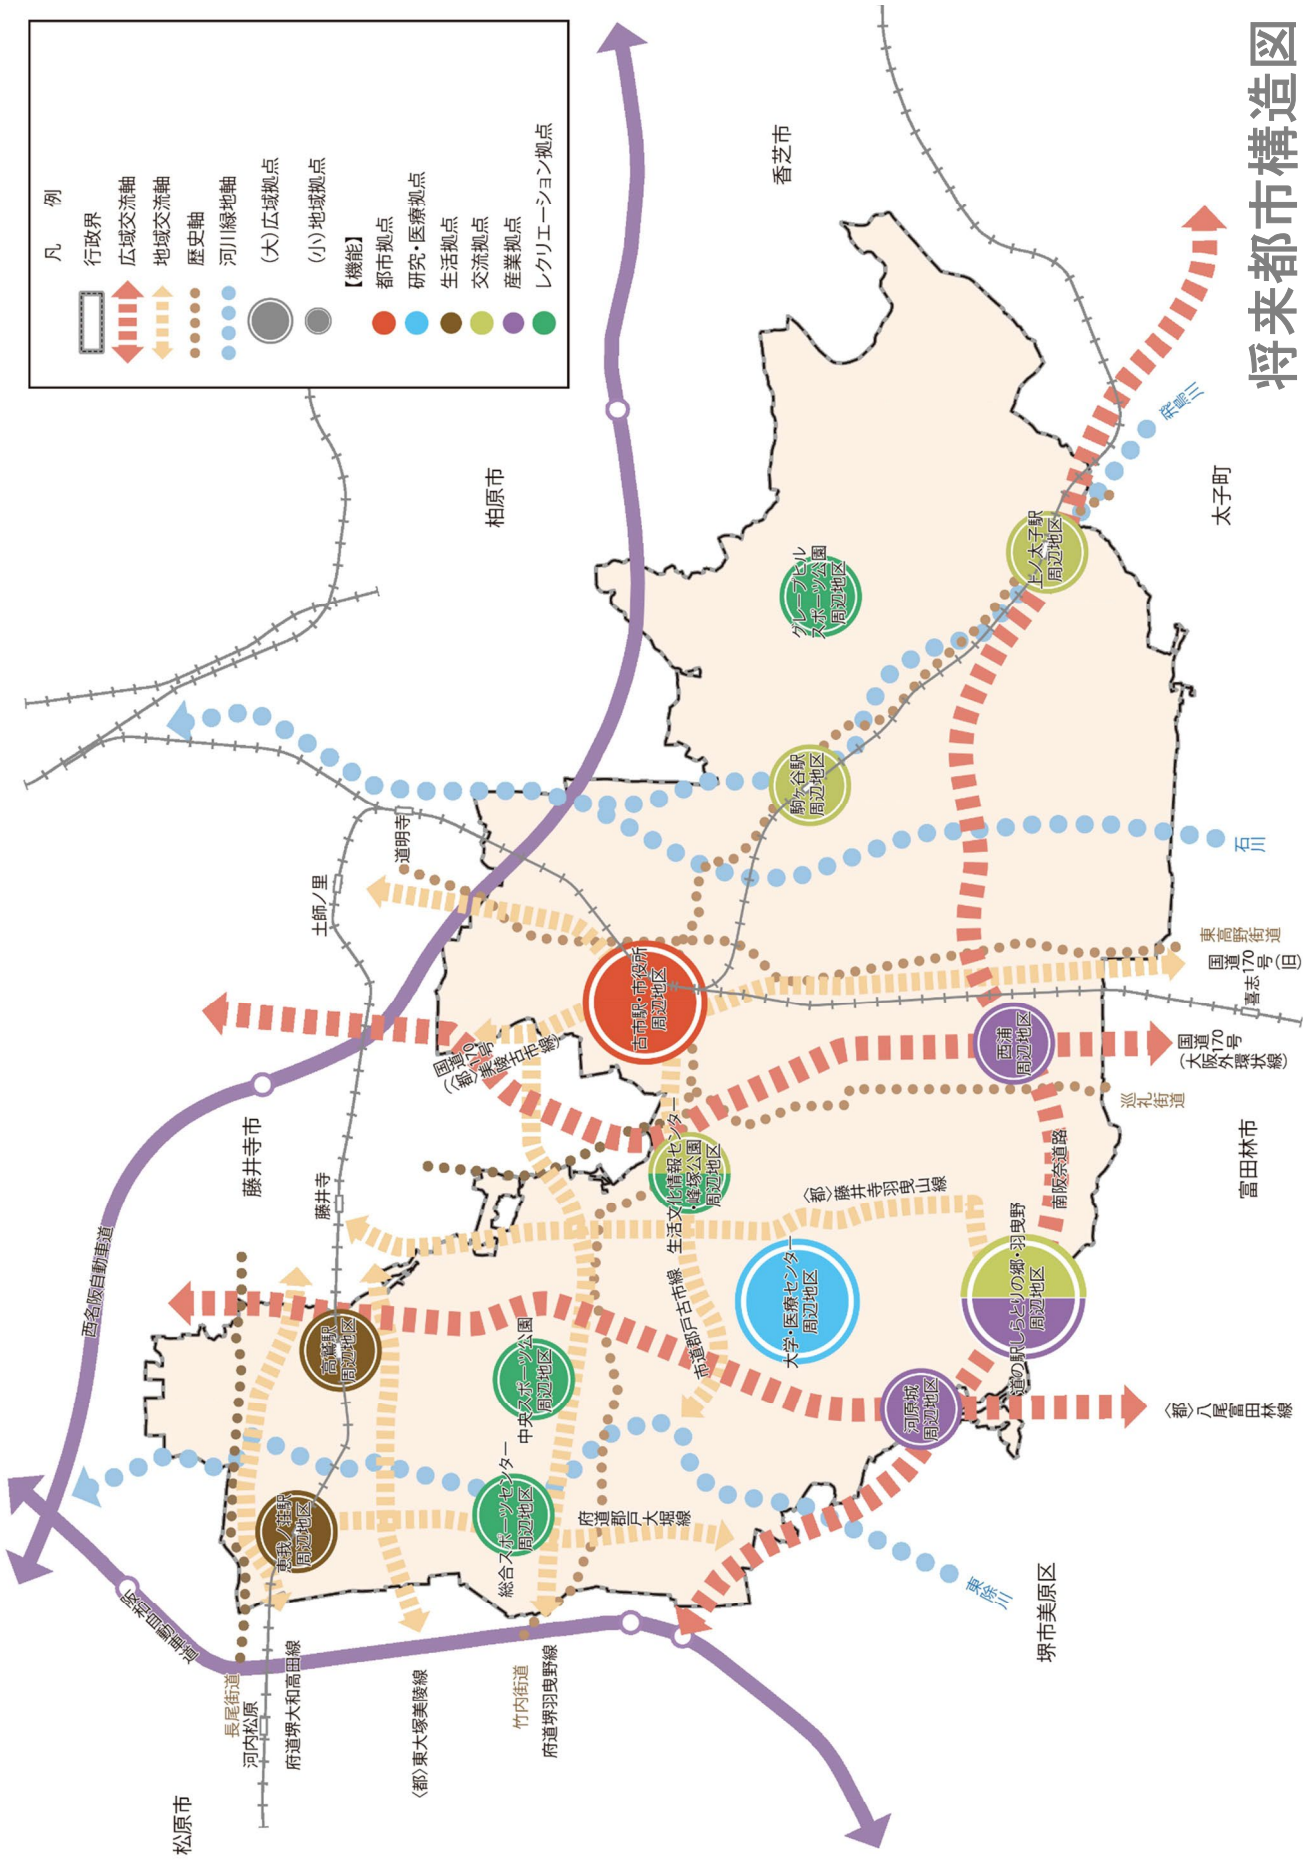 将来都市構造図
凡 例
行政界
広域交流軸
地域交流軸
歴史軸
河川緑地軸
(大)広域拠点
(小)地域拠点
【機能】
都市拠点
研究・医療拠点
生活拠点
交流拠点
産業拠点
レクリエーション拠点
松原市
藤井寺市
柏原市
香芝市
太子町
富田林市
堺市美原区
西名阪自動車道
阪和自動車道
長尾街道
河内松原
府道堺大和高田線
〈都〉東大塚美陵線
竹内街道
府道堺羽曳野線
藤井寺
土師ノ里
道明寺
恵我ノ荘駅
周辺地区
高鷲駅
周辺地区
総合スポーツセンター
周辺地区
中央スポーツ公園
周辺地区
府道郡戸大堀線
市道郡戸古市線
国道170号
(〈都〉美陵古市線)
古市駅・市役所
周辺地区
生活文化情報センター
・峰塚公園
周辺地区
大学・医療センター
周辺地区
〈都〉藤井寺羽曳山線
駒ヶ谷駅
周辺地区
グレープヒル
スポーツ公園
周辺地区
上ノ太子駅
周辺地区
飛鳥川
石川
東除川
河原城
周辺地区
道の駅しらとりの郷・羽曳野
周辺地区
南阪奈道路
西浦
周辺地区
〈都〉八尾富田林線
巡礼街道
国道170号
(大阪外環状線)
喜志
国道170号(旧)
東高野街道